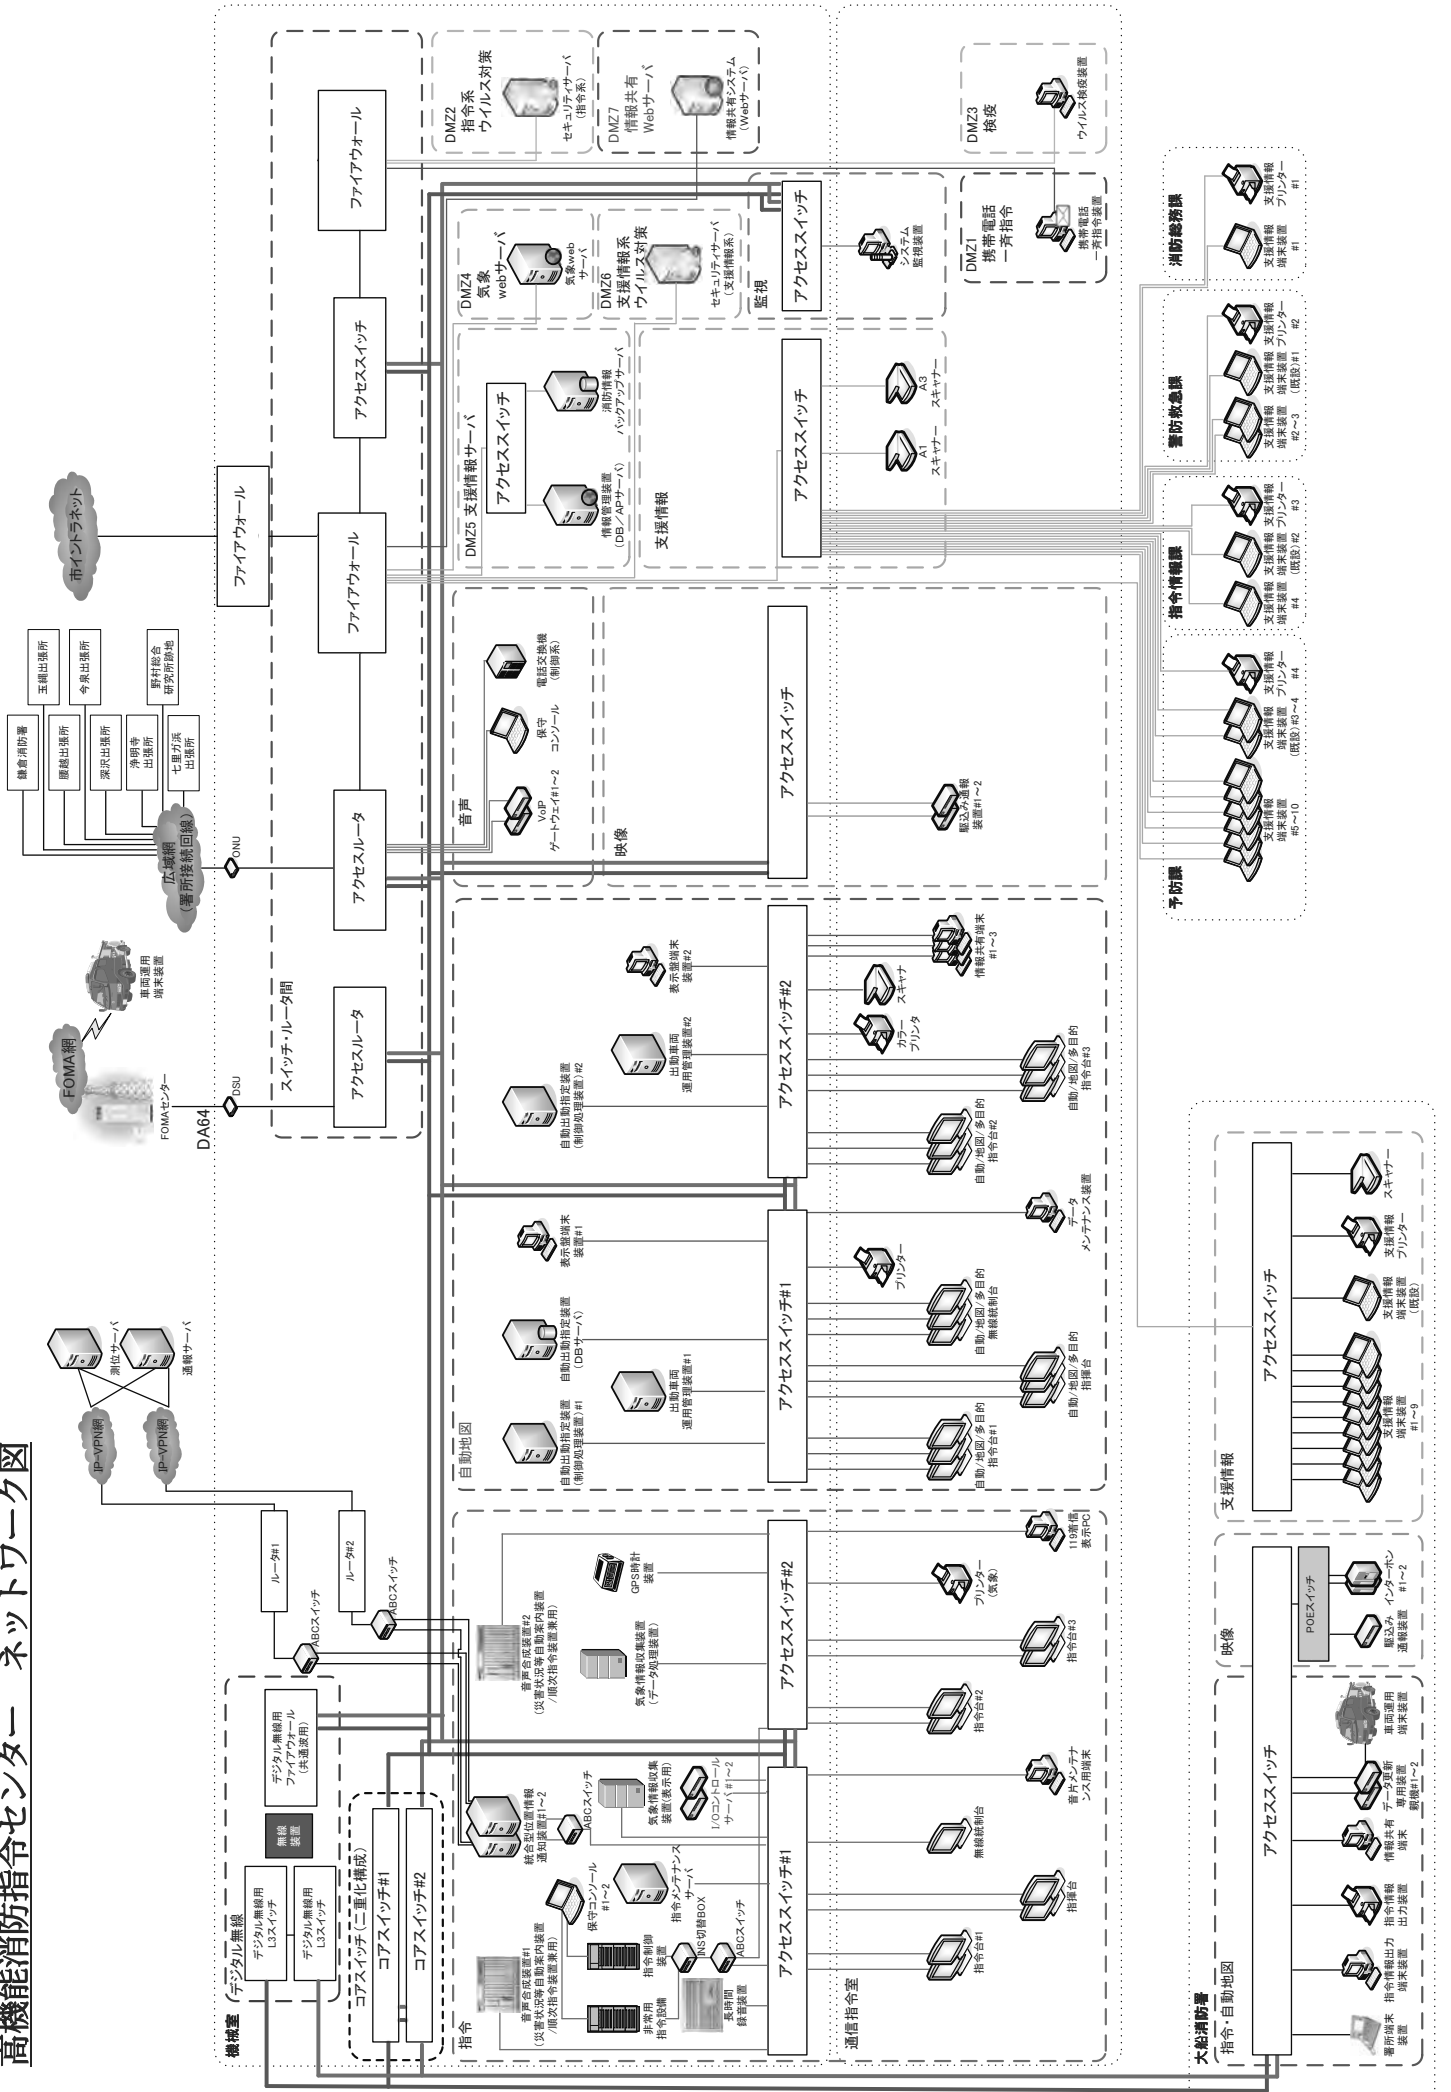 高機能消防指令センター　ネットワーク図
測位サーバ
通報サーバ
IP-VPN網
IP-VPN網
ルータ#1
ルータ#2
ABCスイッチ
ABCスイッチ
FOMA網
FOMAセンター
車両運用
端末装置
DA64
DSU
鎌倉消防署
玉縄出張所
腰越出張所
今泉出張所
深沢出張所
浄明寺
出張所
野村総合
研究所跡地
七里ガ浜
出張所
広域網
(署所接続回線)
ONU
市イントラネット
ファイアウォール
機械室
デジタル無線
デジタル無線用
L3スイッチ
デジタル無線用
L3スイッチ
無線
装置
デジタル無線用
ファイアウォール
(共通波用)
コアスイッチ(二重化構成)
コアスイッチ#1
コアスイッチ#2
スイッチ・ルータ間
アクセスルータ
アクセスルータ
ファイアウォール
アクセススイッチ
ファイアウォール
指令
音声合成装置#1
(災害状況等自動案内装置
/順次指令装置兼用)
保守コンソール
#1～2
非常用
指令設備
指令制御
装置
長時間
録音装置
INS切替BOX
ABCスイッチ
指令メンテナンス
サーバ
統合型位置情報
通知装置#1～2
ABCスイッチ
気象情報収集
装置(表示用)
I/Oコントロール
サーバ#1～2
音声合成装置#2
(災害状況等自動案内装置
/順次指令装置兼用)
気象情報収集装置
(データ処理装置)
GPS時計
装置
アクセススイッチ#1
アクセススイッチ#2
通信指令室
指令台#1
指揮台
無線統制台
音片メンテナ
ンス用端末
指令台#2
指令台#3
プリンター
(気象)
119着信
表示PC
自動地図
自動出動指定装置
(制御処理装置)#1
出動車両
運用管理装置#1
自動出動指定装置
(DBサーバ)
表示盤端末
装置#1
自動出動指定装置
(制御処理装置)#2
出動車両
運用管理装置#2
表示盤端末
装置#2
アクセススイッチ#1
アクセススイッチ#2
自動/地図/多目的
指令台#1
自動/地図/多目的
指揮台
自動/地図/多目的
無線統制台
プリンター
データ
メンテナンス装置
自動/地図/多目的
指令台#2
自動/地図/多目的
指令台#3
カラー
プリンタ
スキャナ
情報共有端末
#1～3
音声
VoIP
ゲートウェイ#1～2
保守
コンソール
電話交換機
(制御系)
映像
アクセススイッチ
駆込み通報
装置#1～2
DMZ5 支援情報サーバ
アクセススイッチ
情報管理装置
(DB/APサーバ)
消防情報
バックアップサーバ
支援情報
アクセススイッチ
A1
スキャナー
A3
スキャナー
DMZ4
気象
webサーバ
気象web
サーバ
DMZ6
支援情報系
ウイルス対策
セキュリティサーバ
(支援情報系)
監視
アクセススイッチ
システム
監視装置
DMZ2
指令系
ウイルス対策
セキュリティサーバ
(指令系)
DMZ7
情報共有
Webサーバ
情報共有システム
(Webサーバ)
DMZ1
携帯電話
一斉指令
携帯電話
一斉指令装置
DMZ3
検疫
ウイルス検疫装置
予防課
支援情報
端末装置
#5～10
支援情報
端末装置
(既設)#3～4
支援情報
プリンター
#4
指令情報課
支援情報
端末装置
#4
支援情報
端末装置
(既設)#2
支援情報
プリンター
#3
警防救急課
支援情報
端末装置
#2～3
支援情報
端末装置
(既設)#1
支援情報
プリンター
#2
消防総務課
支援情報
端末装置
#1
支援情報
プリンター
#1
大船消防署
指令・自動地図
アクセススイッチ
署所端末
装置
指令情報出力
端末装置
指令情報
出力装置
情報共有
端末
データ更新
専用装置
親機#1～2
車両運用
端末装置
映像
POEスイッチ
駆込み
通報装置
インターホン
#1～2
支援情報
アクセススイッチ
支援情報
端末装置
#1～9
支援情報
端末装置
(既設)
支援情報
プリンター
スキャナー